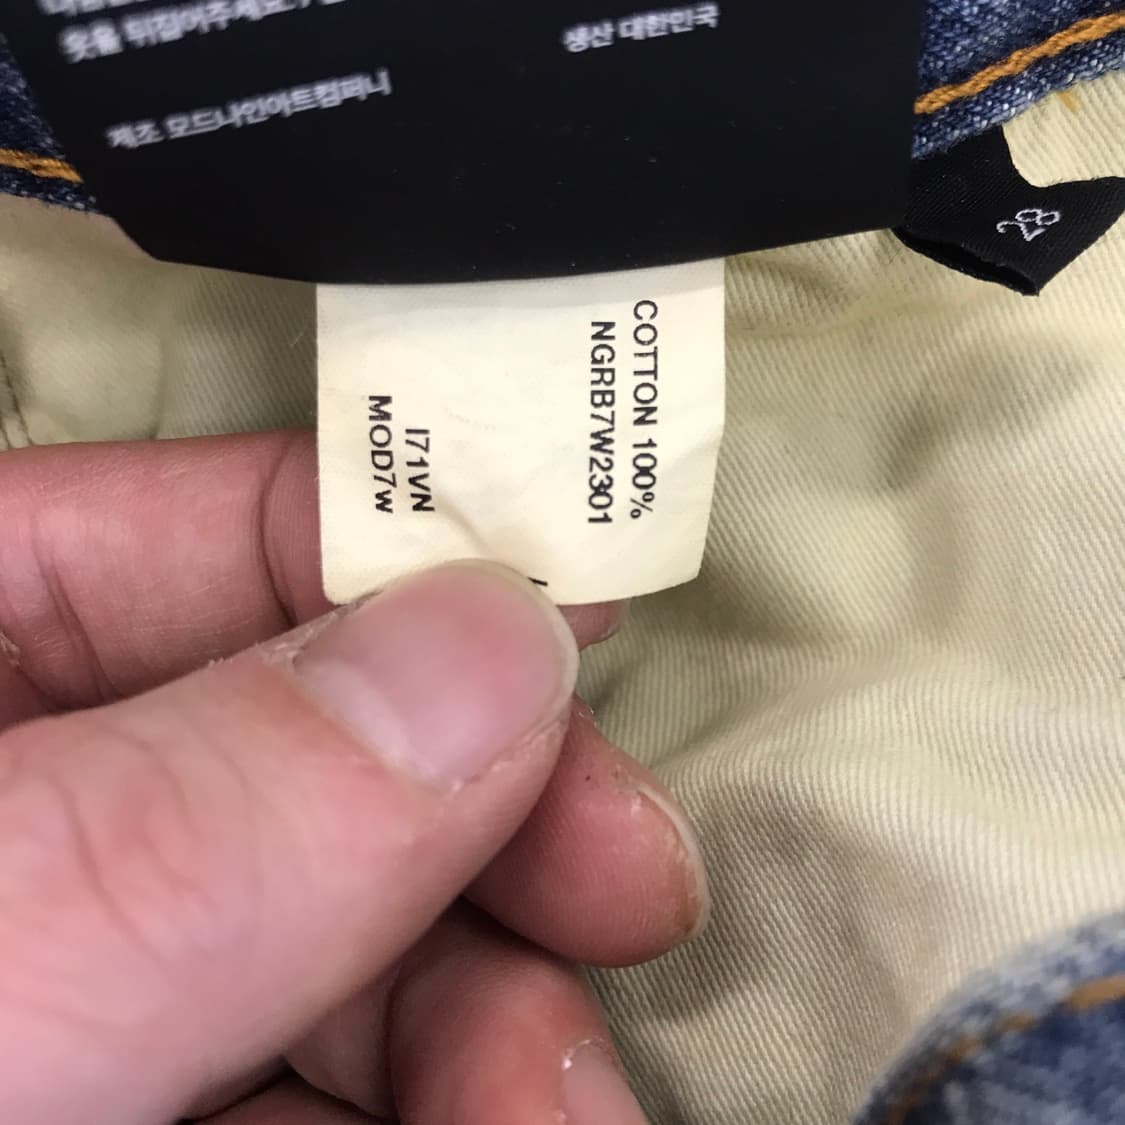 옷을 뒤집어주세요
생산 대한민국
제조 모드나인아트컴퍼니
28
COTTON 100%
NGRB7W2301
I71VN
MOD7W